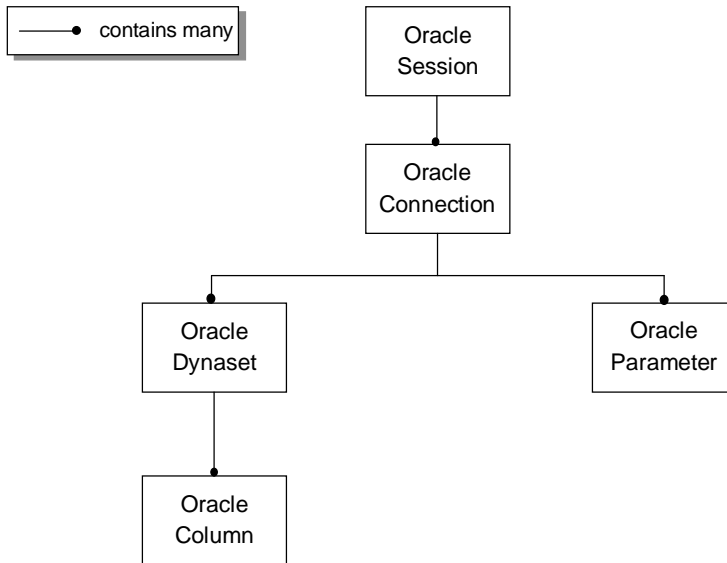 contains many
Oracle
Session
Oracle
Connection
Oracle
Dynaset
Oracle
Parameter
Oracle
Column